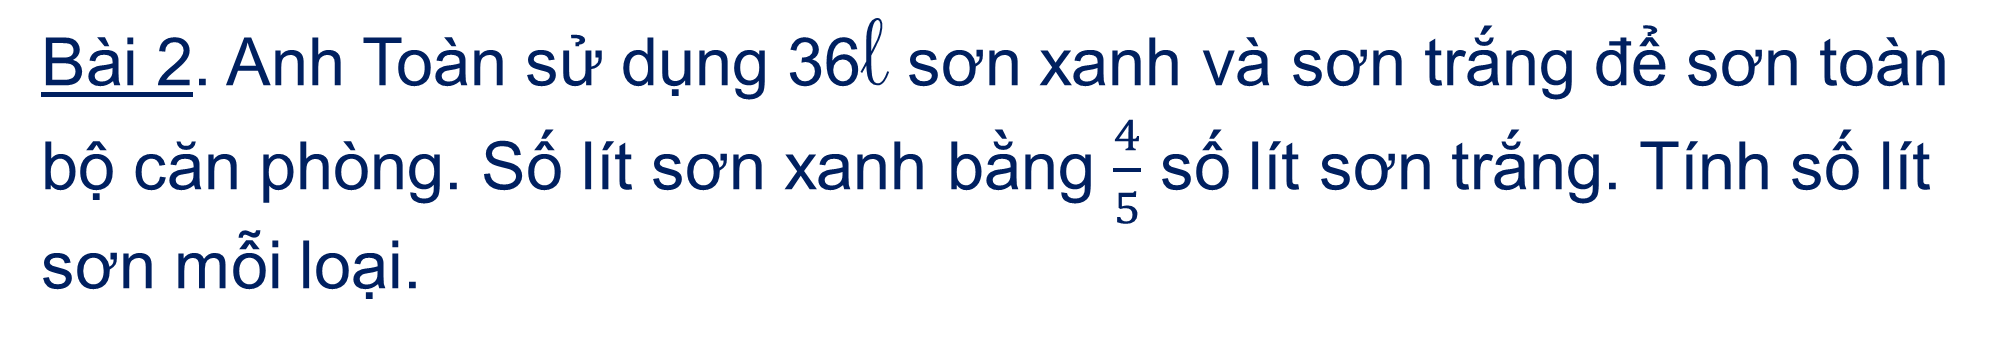 Bài 2. Anh Toàn sử dụng 36ℓ sơn xanh và sơn trắng để sơn toàn
bộ căn phòng. Số lít sơn xanh bằng 4/5 số lít sơn trắng. Tính số lít
sơn mỗi loại.